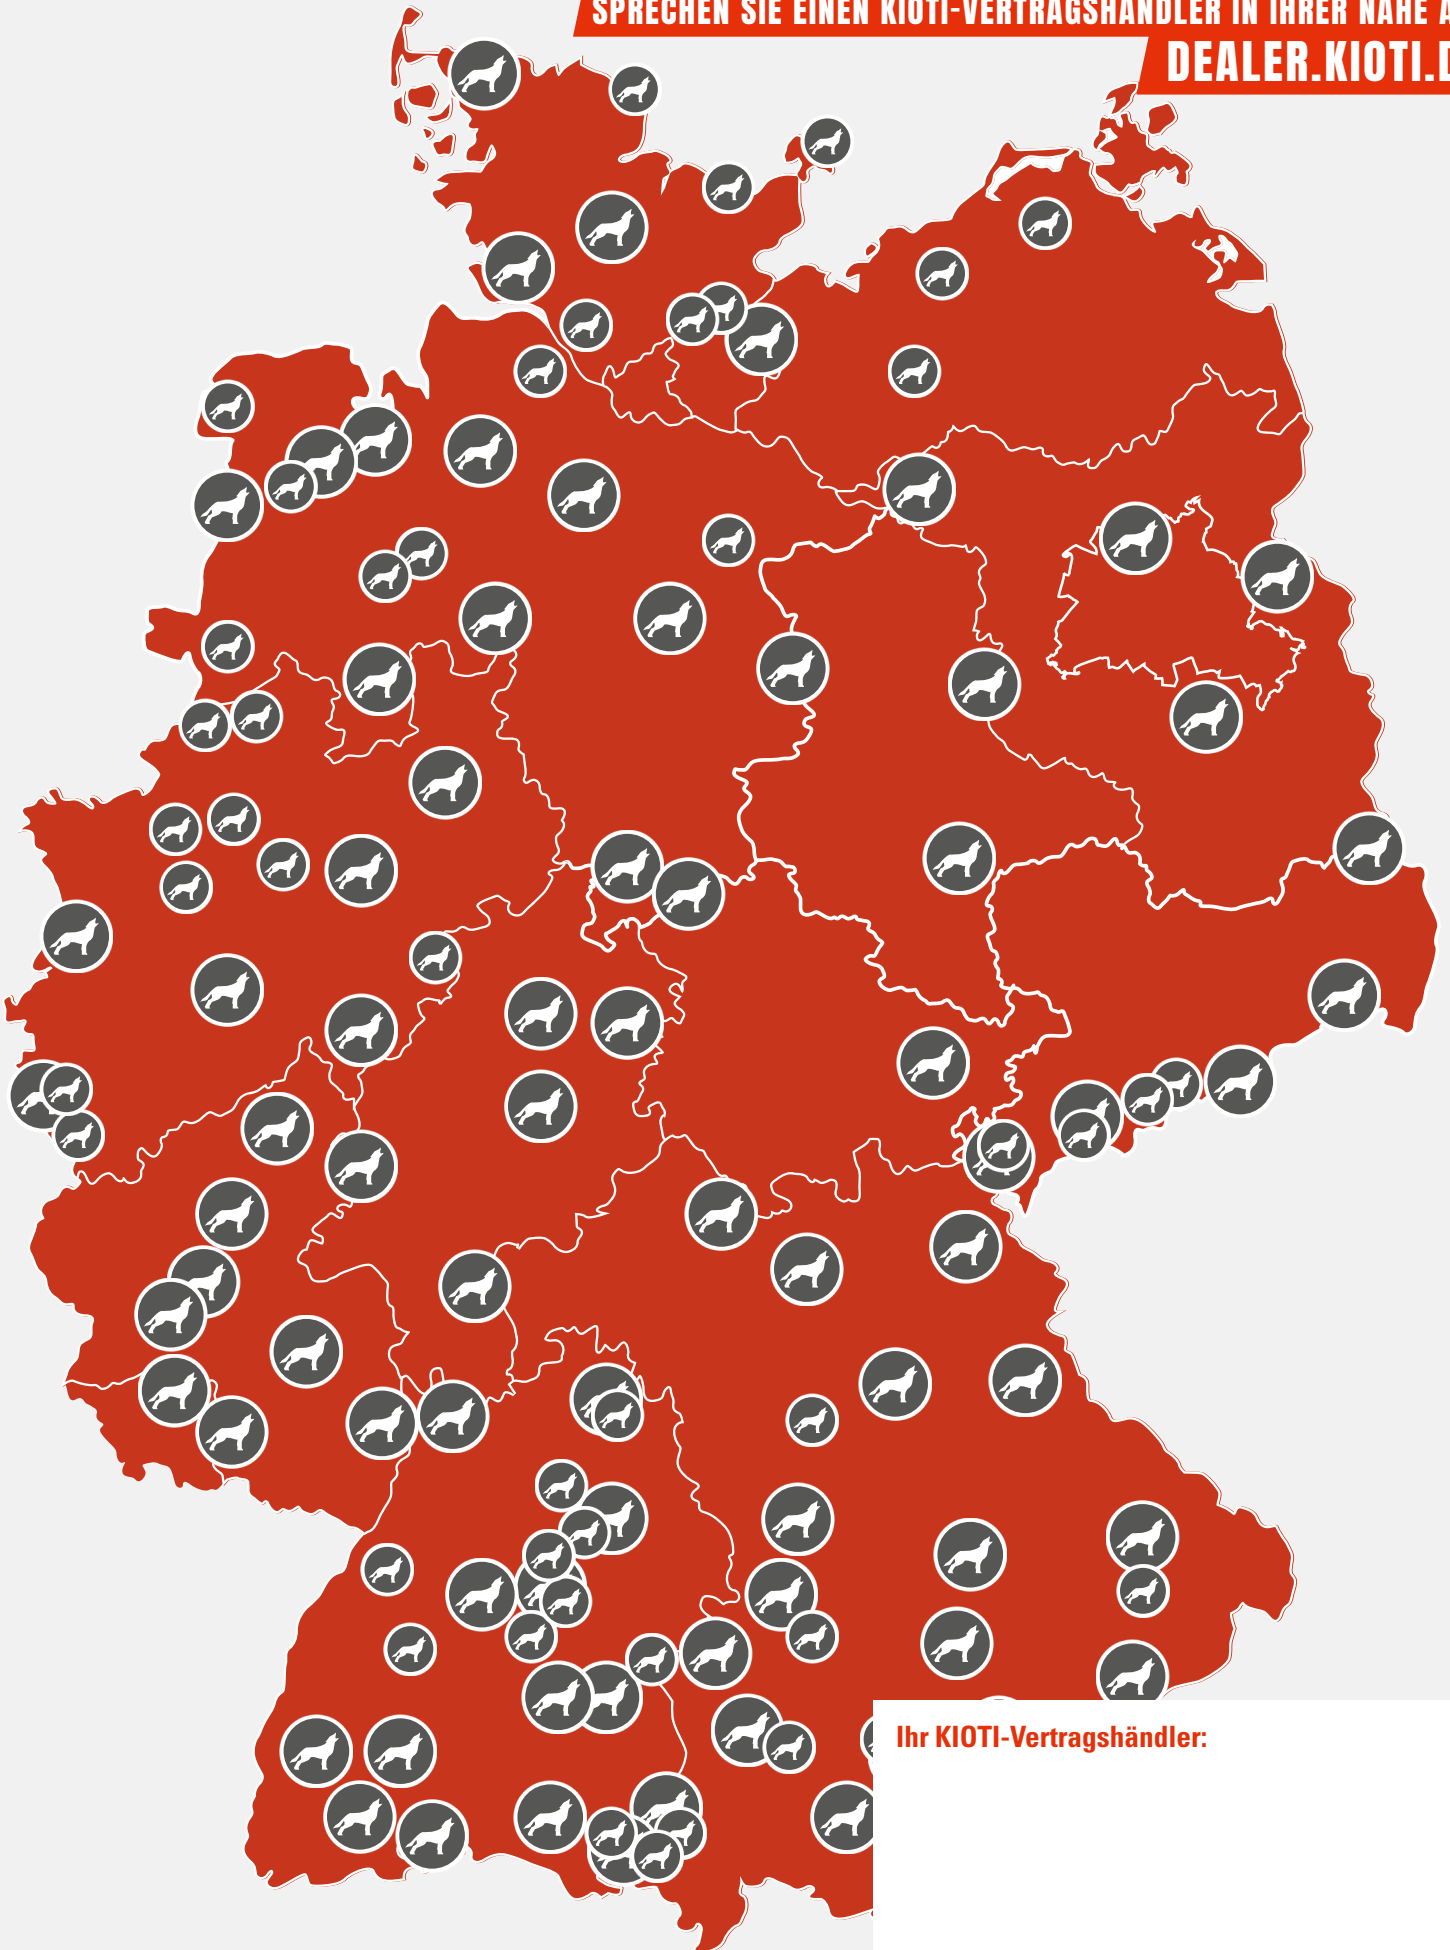 SPRECHEN SIE EINEN KIOTI-VERTRAGSHÄNDLER IN IHRER NÄHE
DEALER.KIOTI.D
Ihr KIOTI-Vertragshändler: